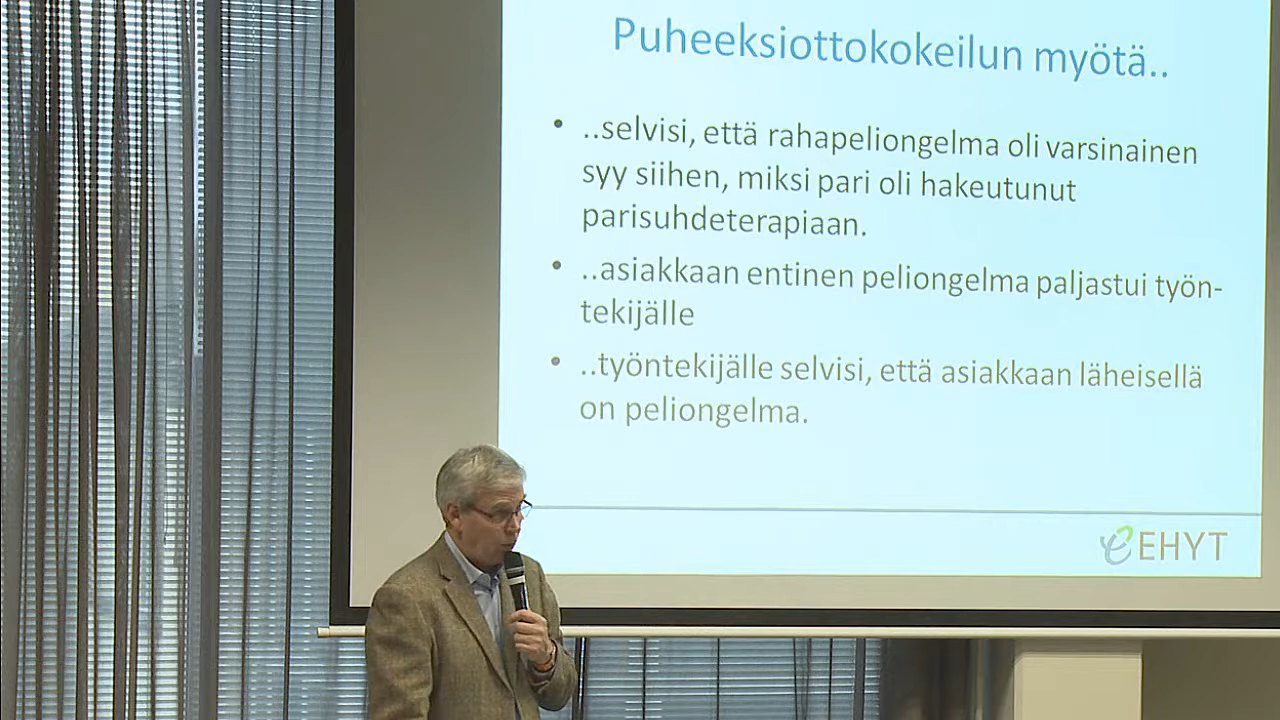 Puheeksiottokokeilun myötä..
• ..selvisi, että rahapeliongelma oli varsinainen
syy siihen, miksi pari oli hakeutunut
parisuhdeterapiaan.
• ..asiakkaan entinen peliongelma paljastui työn-
tekijälle
• ..työntekijälle selvisi, että asiakkaan läheisellä
on peliongelma.
EHYT